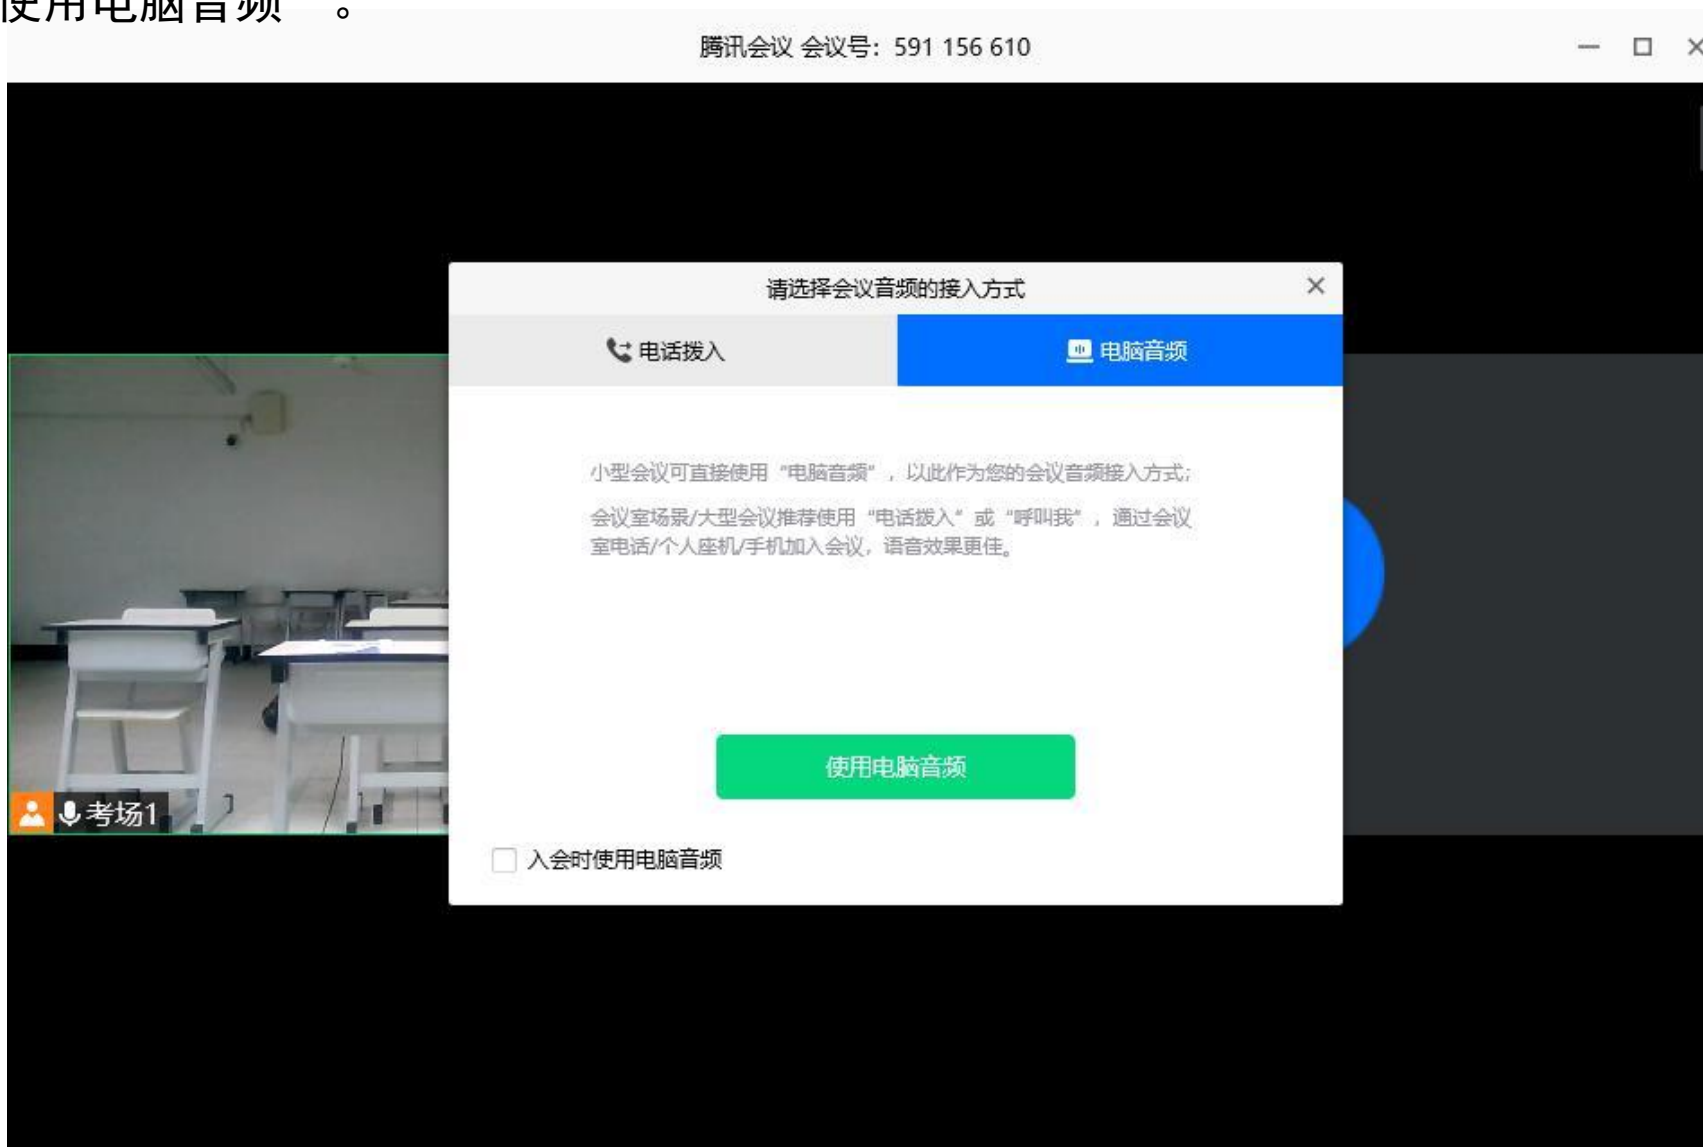 使用电脑音频 。
腾讯会议 会议号: 591 156 610
请选择会议音频的接入方式
电话拨入
电脑音频
小型会议可直接使用 “电脑音频” ，以此作为您的会议音频接入方式;
会议室场景/大型会议推荐使用 “电话拨入” 或 “呼叫我” ，通过会议
室电话/个人座机/手机加入会议，语音效果更佳。
使用电脑音频
考场1
入会时使用电脑音频